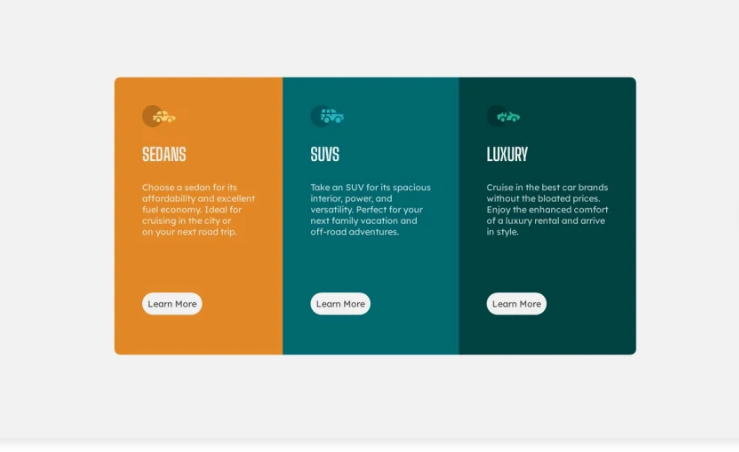 SEDANS
Choose a sedan for its
affordability and excellent
fuel economy. Ideal for
cruising in the city or
on your next road trip.
Learn More
SUVS
Take an SUV for its spacious
interior, power, and
versatility. Perfect for your
next family vacation and
off-road adventures.
Learn More
LUXURY
Cruise in the best car brands
without the bloated prices.
Enjoy the enhanced comfort
of a luxury rental and arrive
in style.
Learn More